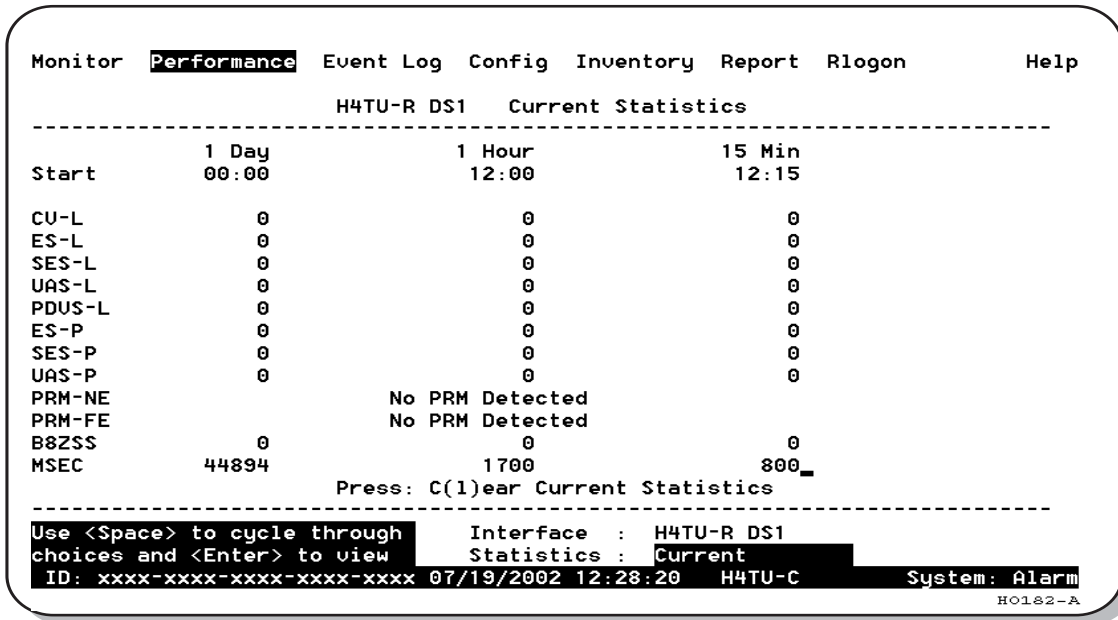 Monitor Performance Event Log Config Inventory Report Rlogon Help
H4TU-R DS1 Current Statistics
--------------------------------------------------------------------------------
1 Day 1 Hour 15 Min
Start 00:00 12:00 12:15
CV-L 0 0 0
ES-L 0 0 0
SES-L 0 0 0
UAS-L 0 0 0
PDVS-L 0 0 0
ES-P 0 0 0
SES-P 0 0 0
UAS-P 0 0 0
PRM-NE No PRM Detected
PRM-FE No PRM Detected
B8ZSS 0 0 0
MSEC 44894 1700 800_
Press: C(l)ear Current Statistics
--------------------------------------------------------------------------------
Use <Space> to cycle through Interface : H4TU-R DS1
choices and <Enter> to view Statistics : Current
ID: xxxx-xxxx-xxxx-xxxx-xxxx 07/19/2002 12:28:20 H4TU-C System: Alarm
HO182-A